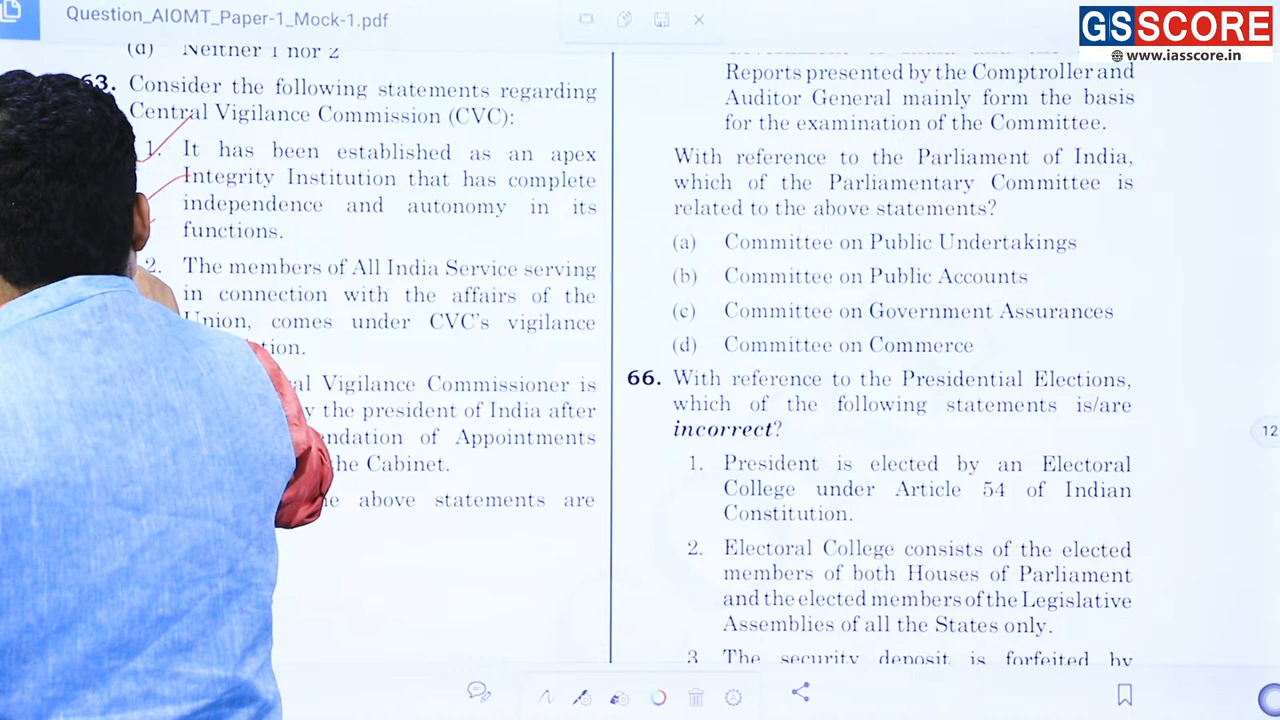 Question_AIOMT_Paper-1_Mock-1.pdf
GSSCORE
www.iasscore.in
(d) Neither 1 nor 2
63. Consider the following statements regarding
Central Vigilance Commission (CVC):
1. It has been established as an apex
Integrity Institution that has complete
independence and autonomy in its
functions.
2. The members of All India Service serving
in connection with the affairs of the
Union, comes under CVC's vigilance
Vigilance Commissioner is
the president of India after
of Appointments
the Cabinet.
above statements are
Reports presented by the Comptroller and
Auditor General mainly form the basis
for the examination of the Committee.
With reference to the Parliament of India,
which of the Parliamentary Committee is
related to the above statements?
(a) Committee on Public Undertakings
(b) Committee on Public Accounts
(c) Committee on Government Assurances
(d) Committee on Commerce
66. With reference to the Presidential Elections,
which of the following statements is/are
incorrect?
1. President is elected by an Electoral
College under Article 54 of Indian
Constitution.
2. Electoral College consists of the elected
members of both Houses of Parliament
and the elected members of the Legislative
Assemblies of all the States only.
3 The security deposit is forfeited by
12